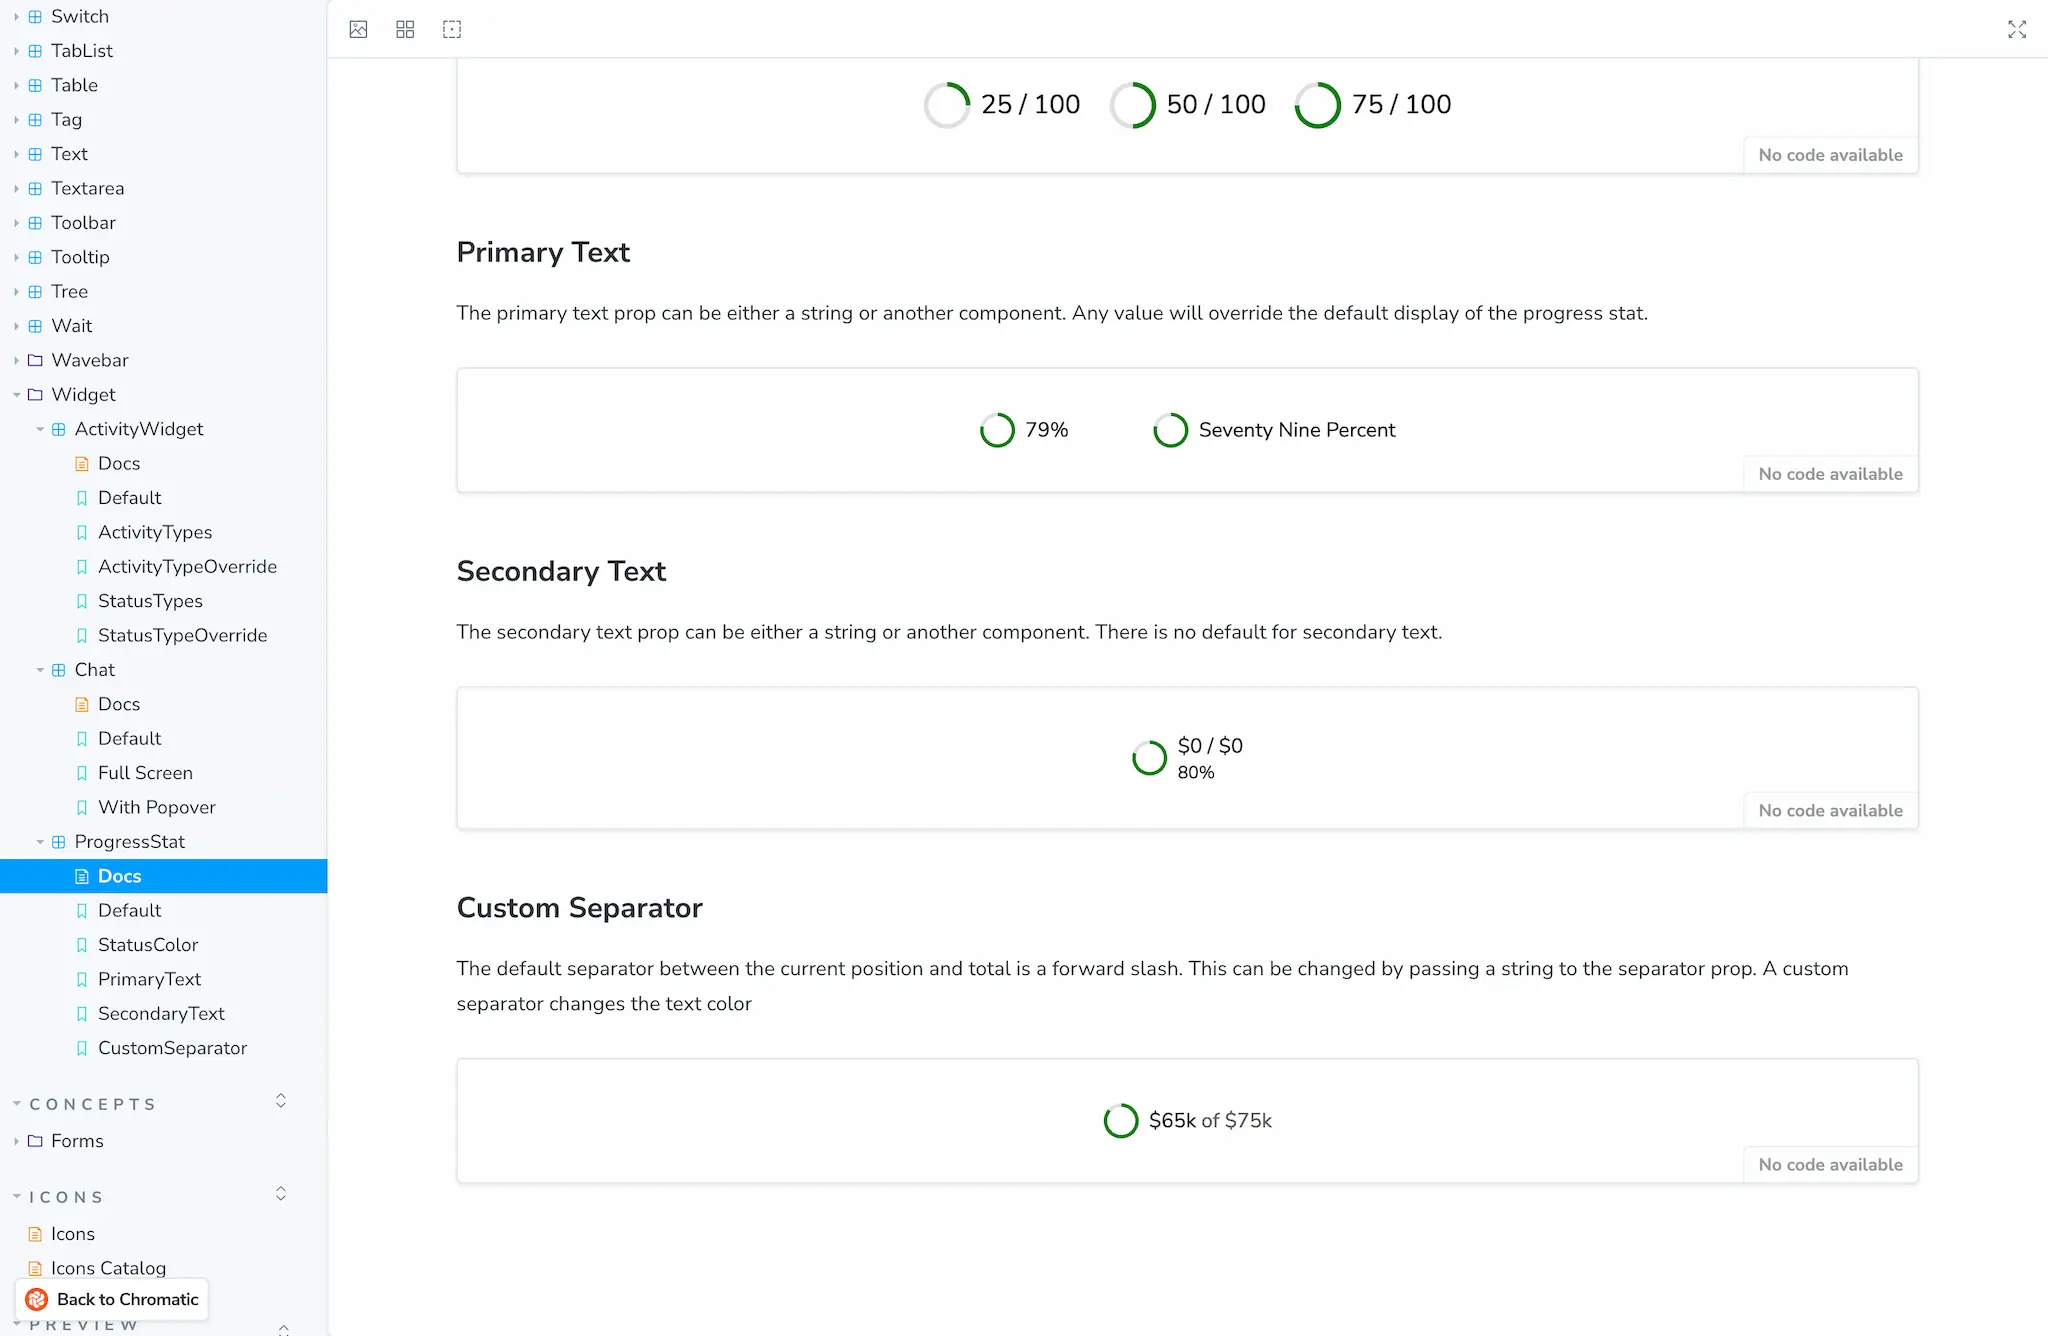 Switch
TabList
Table
Tag
Text
Textarea
Toolbar
Tooltip
Tree
Wait
Wavebar
Widget
ActivityWidget
Docs
Default
ActivityTypes
ActivityTypeOverride
StatusTypes
StatusTypeOverride
Chat
Docs
Default
Full Screen
With Popover
ProgressStat
Docs
Default
StatusColor
PrimaryText
SecondaryText
CustomSeparator
CONCEPTS
Forms
ICONS
Icons
Icons Catalog
Back to Chromatic
PREVIEW
25 / 100 50 / 100 75 / 100
No code available
Primary Text
The primary text prop can be either a string or another component. Any value will override the default display of the progress stat.
79% Seventy Nine Percent
No code available
Secondary Text
The secondary text prop can be either a string or another component. There is no default for secondary text.
$0 / $0
80%
No code available
Custom Separator
The default separator between the current position and total is a forward slash. This can be changed by passing a string to the separator prop. A custom
separator changes the text color
$65k of $75k
No code available